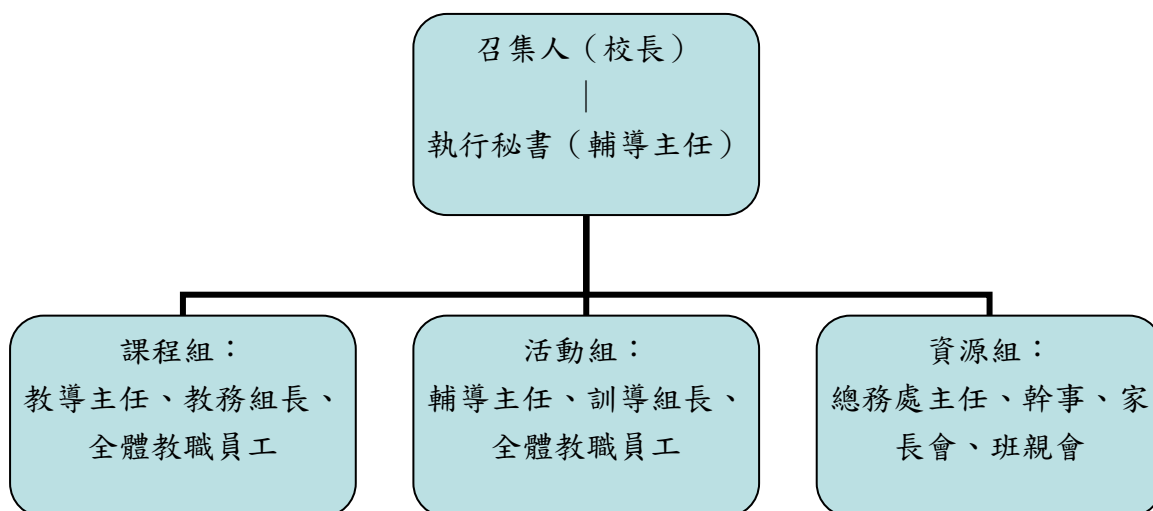 召集人（校長）
｜
執行秘書（輔導主任）
課程組：
教導主任、教務組長、
全體教職員工
活動組：
輔導主任、訓導組長、
全體教職員工
資源組：
總務處主任、幹事、家
長會、班親會